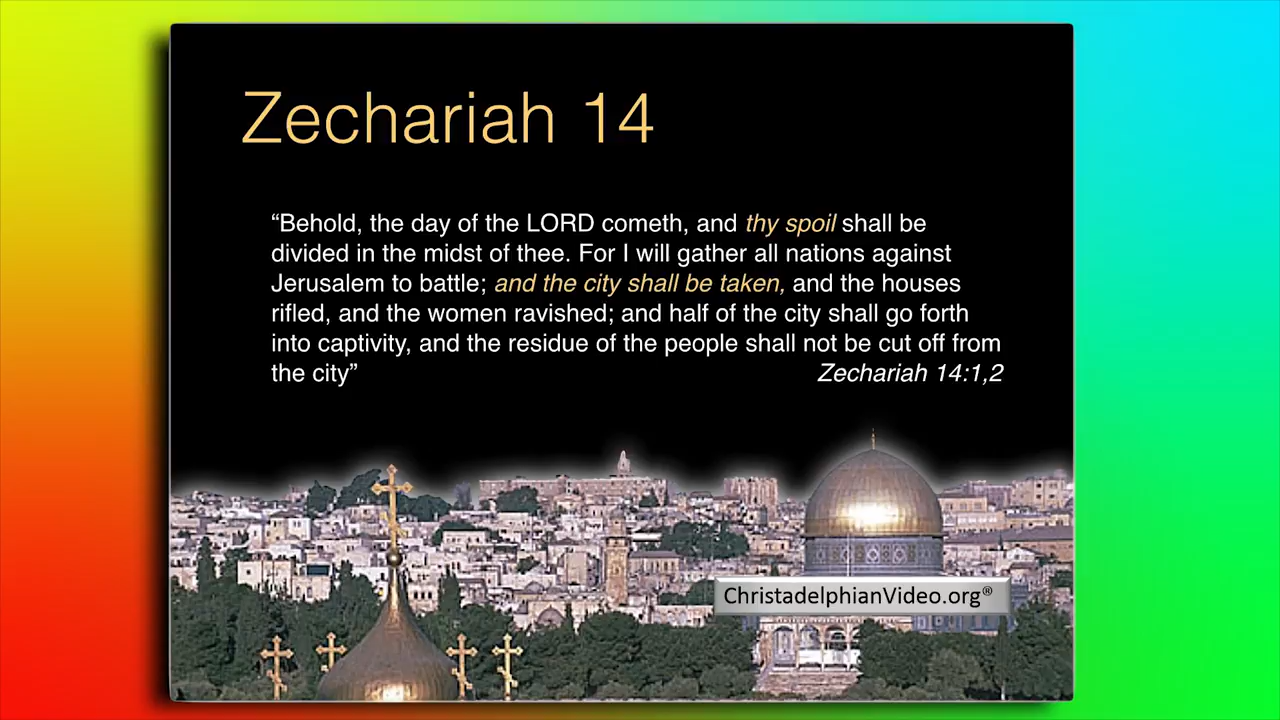 Zechariah 14
“Behold, the day of the LORD cometh, and thy spoil shall be
divided in the midst of thee. For I will gather all nations against
Jerusalem to battle; and the city shall be taken, and the houses
rifled, and the women ravished; and half of the city shall go forth
into captivity, and the residue of the people shall not be cut off from
the city”
Zechariah 14:1,2
ChristadelphianVideo.org®